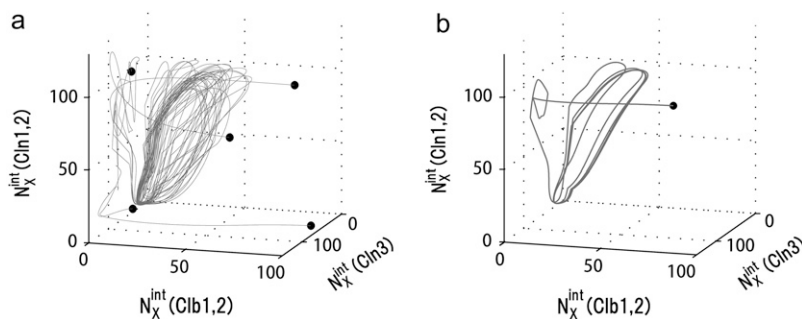 a
b
100
50
0
0
50
100
100
0
N_X^int (Cln1,2)
N_X^int (Clb1,2)
N_X^int (Cln3)
100
50
0
0
50
100
100
0
N_X^int (Cln1,2)
N_X^int (Clb1,2)
N_X^int (Cln3)